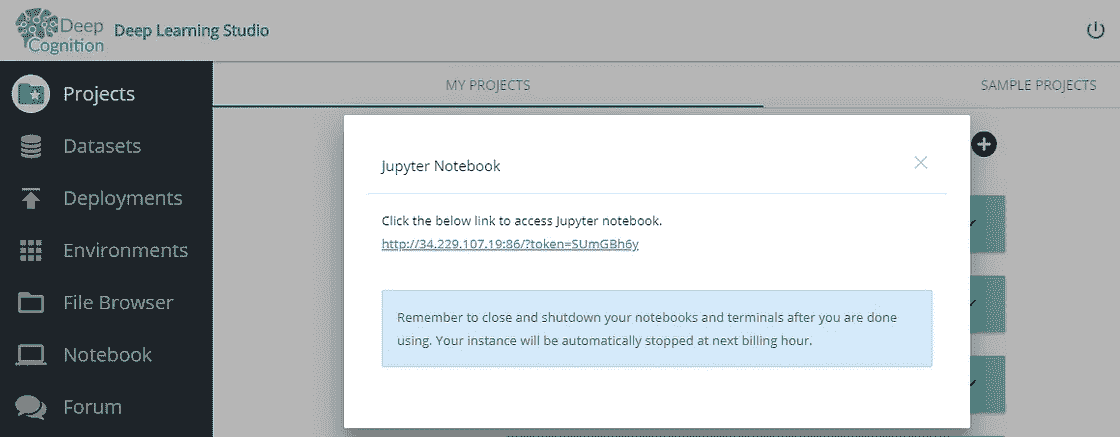 Deep
Cognition
Deep Learning Studio
Projects
Datasets
Deployments
Environments
File Browser
Notebook
Forum
MY PROJECTS
SAMPLE PROJECTS
Jupyter Notebook
Click the below link to access Jupyter notebook.
http://34.229.107.19:86/?token=SUmGBh6y
Remember to close and shutdown your notebooks and terminals after you are done
using. Your instance will be automatically stopped at next billing hour.